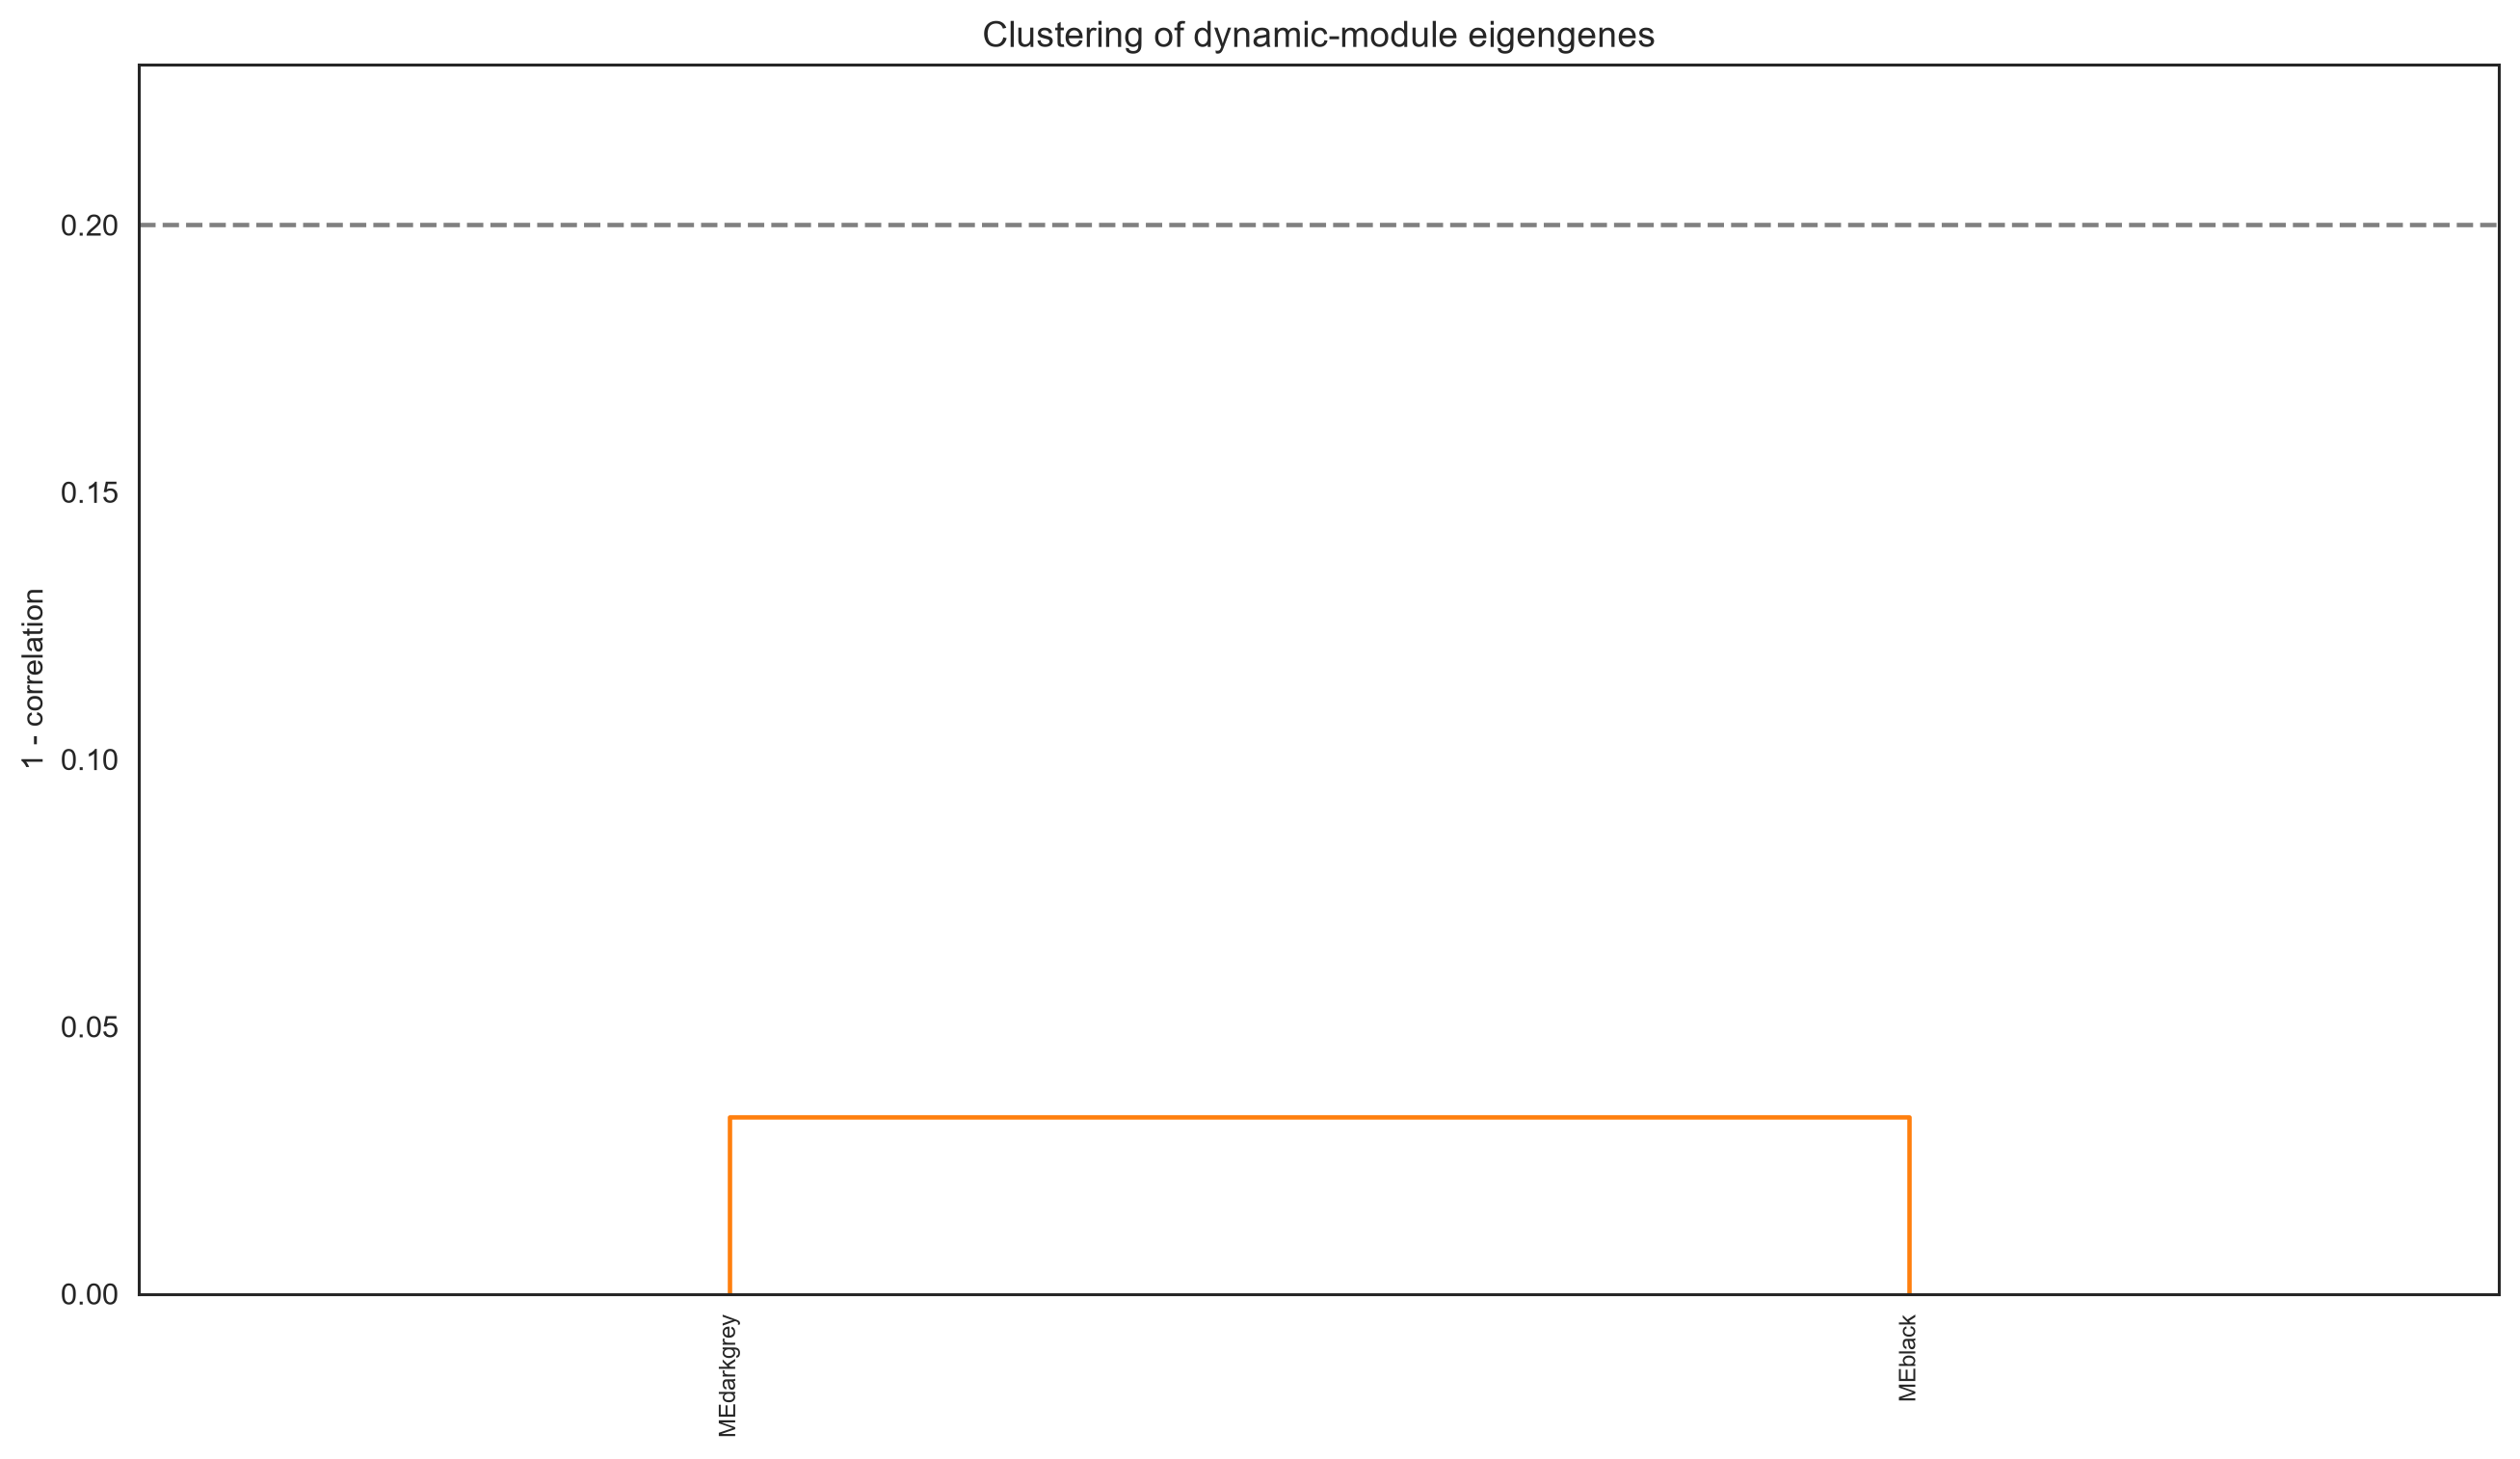 Clustering of dynamic-module eigengenes
1 - correlation
0.20
0.15
0.10
0.05
0.00
MEdarkgrey
MEblack